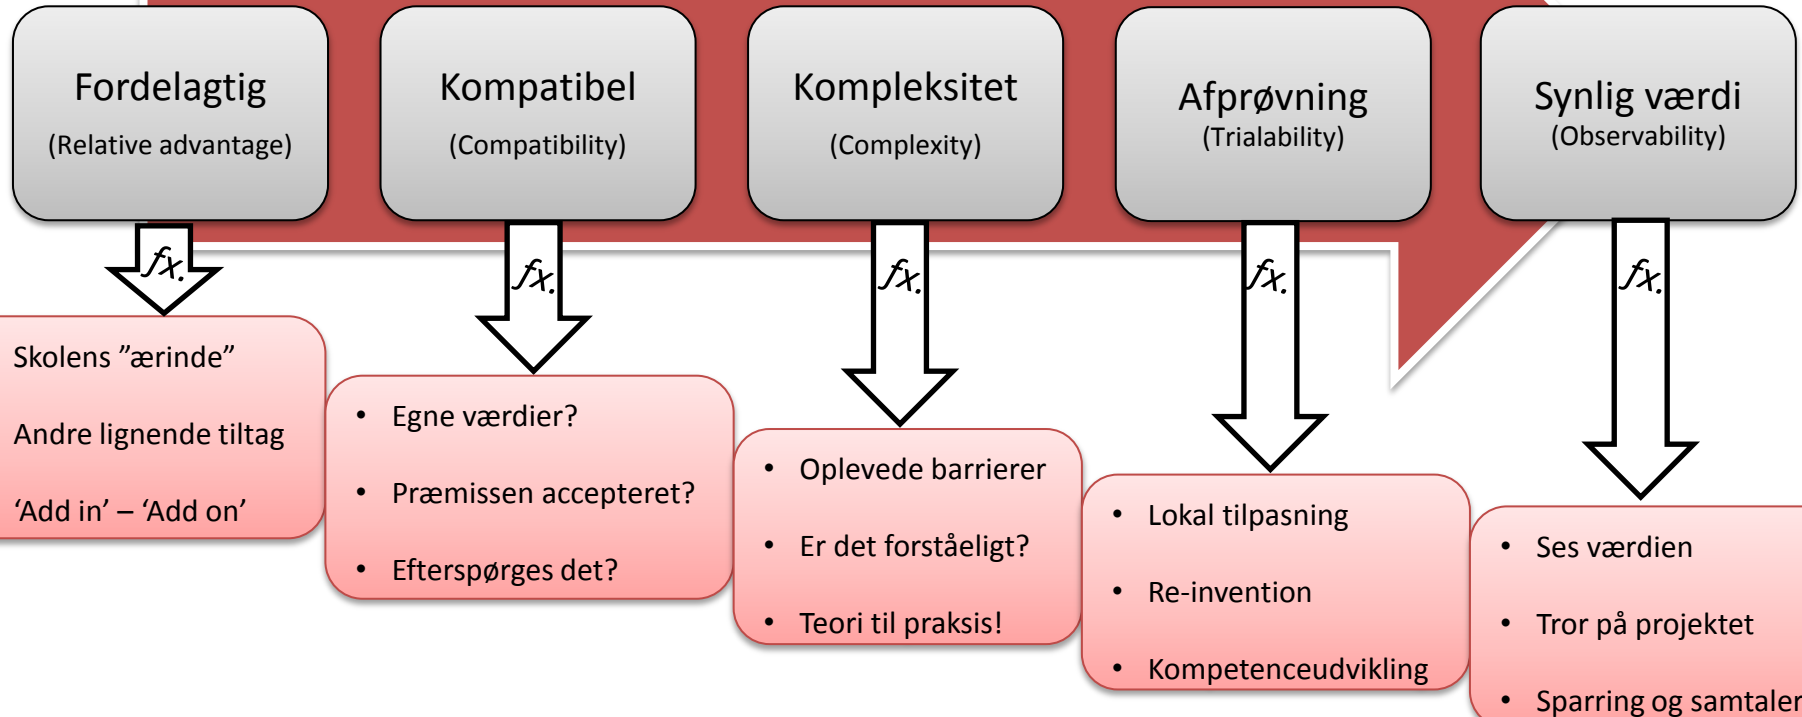 Fordelagtig
(Relative advantage)
Kompatibel
(Compatibility)
Kompleksitet
(Complexity)
Afprøvning
(Trialability)
Synlig værdi
(Observability)
fx.
fx.
fx.
fx.
fx.
Skolens ”ærinde”
Andre lignende tiltag
‘Add in’ – ‘Add on’
• Egne værdier?
• Præmissen accepteret?
• Efterspørges det?
• Oplevede barrierer
• Er det forståeligt?
• Teori til praksis!
• Lokal tilpasning
• Re-invention
• Kompetenceudvikling
• Ses værdien
• Tror på projektet
• Sparring og samtaler